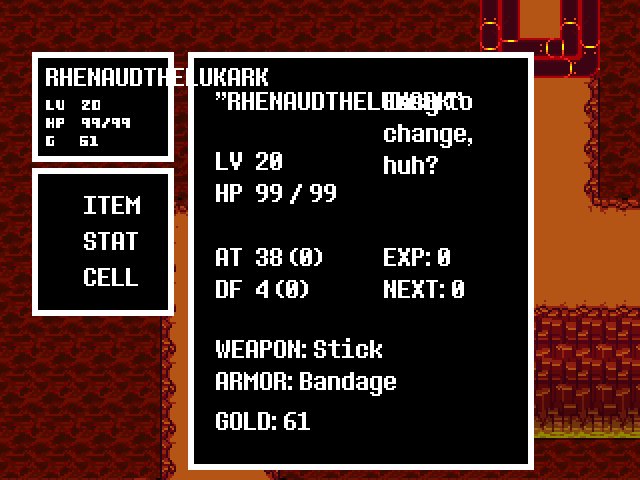 RHENAUDTHELUKARK
LV 20
HP 99/99
G 61
ITEM
STAT
CELL
"RHENAUDTHELUKARK"
Easy to
change,
huh?
LV 20
HP 99 / 99
AT 38 (0)
EXP: 0
DF 4 (0)
NEXT: 0
WEAPON: Stick
ARMOR: Bandage
GOLD: 61